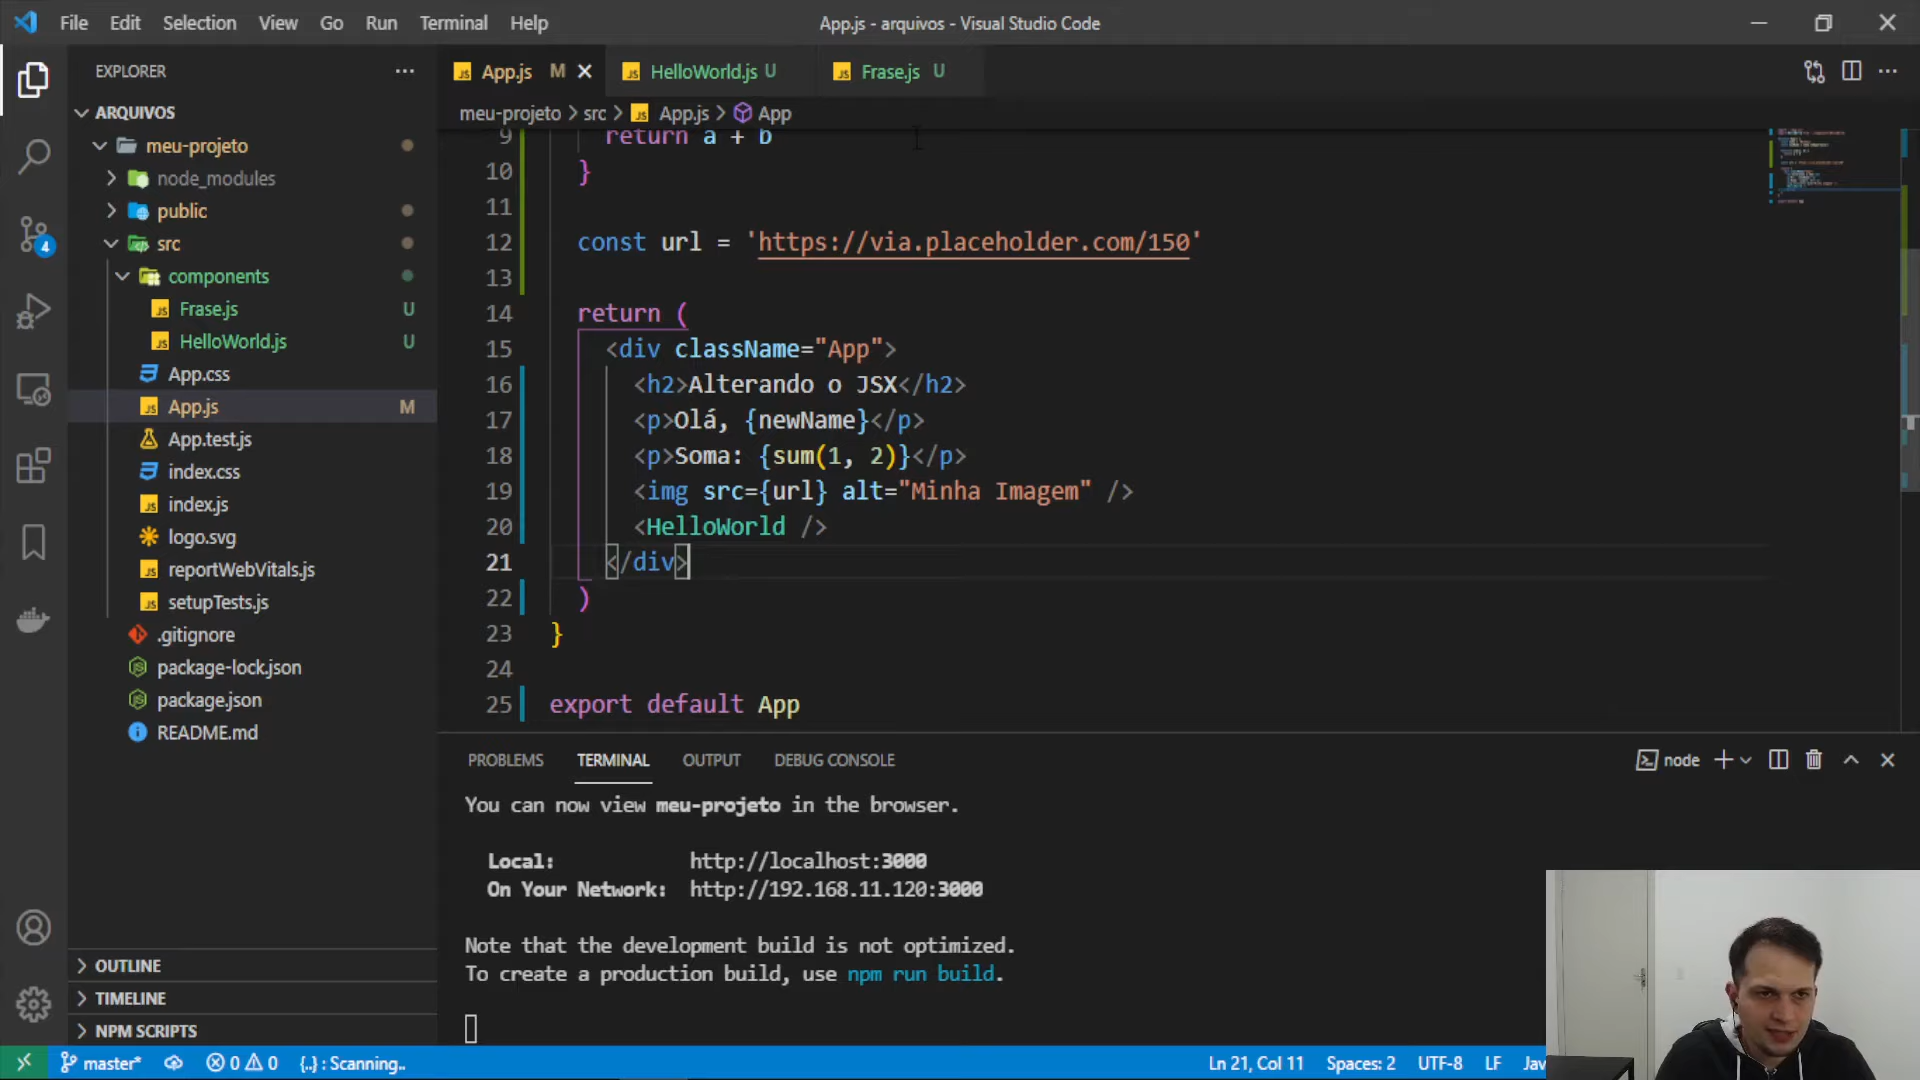 File Edit Selection View Go Run Terminal Help
App.js - arquivos - Visual Studio Code
EXPLORER
ARQUIVOS
meu-projeto
node_modules
public
src
components
Frase.js U
HelloWorld.js U
App.css
App.js M
App.test.js
index.css
index.js
logo.svg
reportWebVitals.js
setupTests.js
.gitignore
package-lock.json
package.json
README.md
OUTLINE
TIMELINE
NPM SCRIPTS
4
App.js M HelloWorld.js U Frase.js U
meu-projeto > src > App.js > App
9 return a + b
10 }
11
12 const url = 'https://via.placeholder.com/150'
13
14 return (
15 <div className="App">
16 <h2>Alterando o JSX</h2>
17 <p>Olá, {newName}</p>
18 <p>Soma: {sum(1, 2)}</p>
19 <img src={url} alt="Minha Imagem" />
20 <HelloWorld />
21 </div>
22 )
23 }
24
25 export default App
PROBLEMS TERMINAL OUTPUT DEBUG CONSOLE
node
You can now view meu-projeto in the browser.
Local: http://localhost:3000
On Your Network: http://192.168.11.120:3000
Note that the development build is not optimized.
To create a production build, use npm run build.
master* 0 0 {..} : Scanning..
Ln 21, Col 11 Spaces: 2 UTF-8 LF Jav